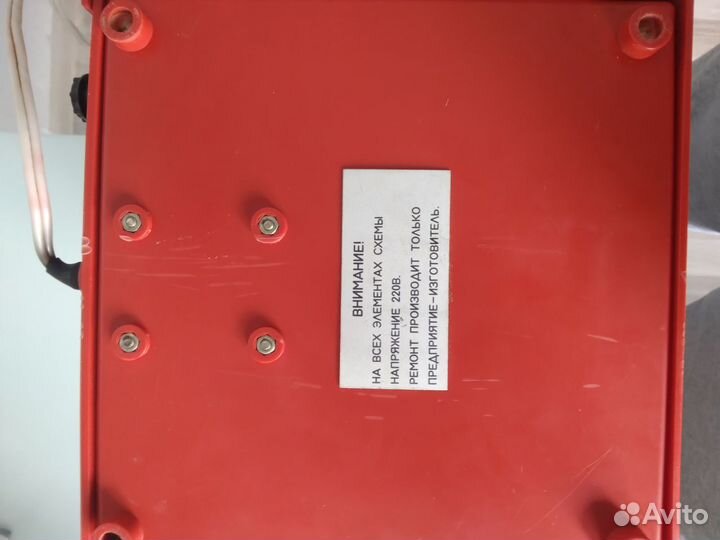 ВНИМАНИЕ!
НА ВСЕХ ЭЛЕМЕНТАХ СХЕМЫ
НАПРЯЖЕНИЕ 220В.
РЕМОНТ ПРОИЗВОДИТ ТОЛЬКО
ПРЕДПРИЯТИЕ-ИЗГОТОВИТЕЛЬ.
Avito